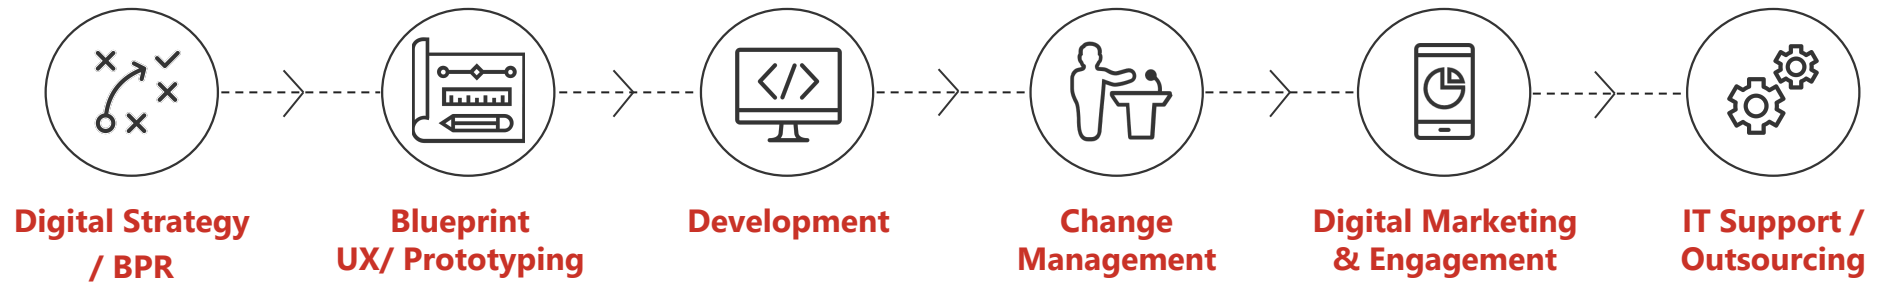 Digital Strategy
/ BPR
Blueprint
UX/ Prototyping
Development
Change
Management
Digital Marketing
& Engagement
IT Support /
Outsourcing